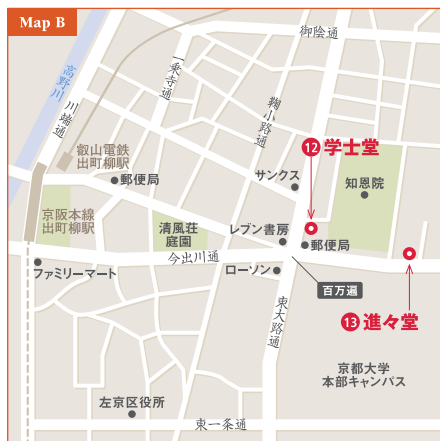 Map B
御陰通
一乗寺通
高野川
川端通
鞠小路通
⑫学士堂
叡山電鉄
出町柳駅
サンクス
郵便局
知恩院
京阪本線
出町柳駅
清風荘
庭園
レブン書房
郵便局
今出川通
ファミリーマート
ローソン
百万遍
⑬進々堂
東大路通
京都大学
本部キャンパス
左京区役所
東一条通